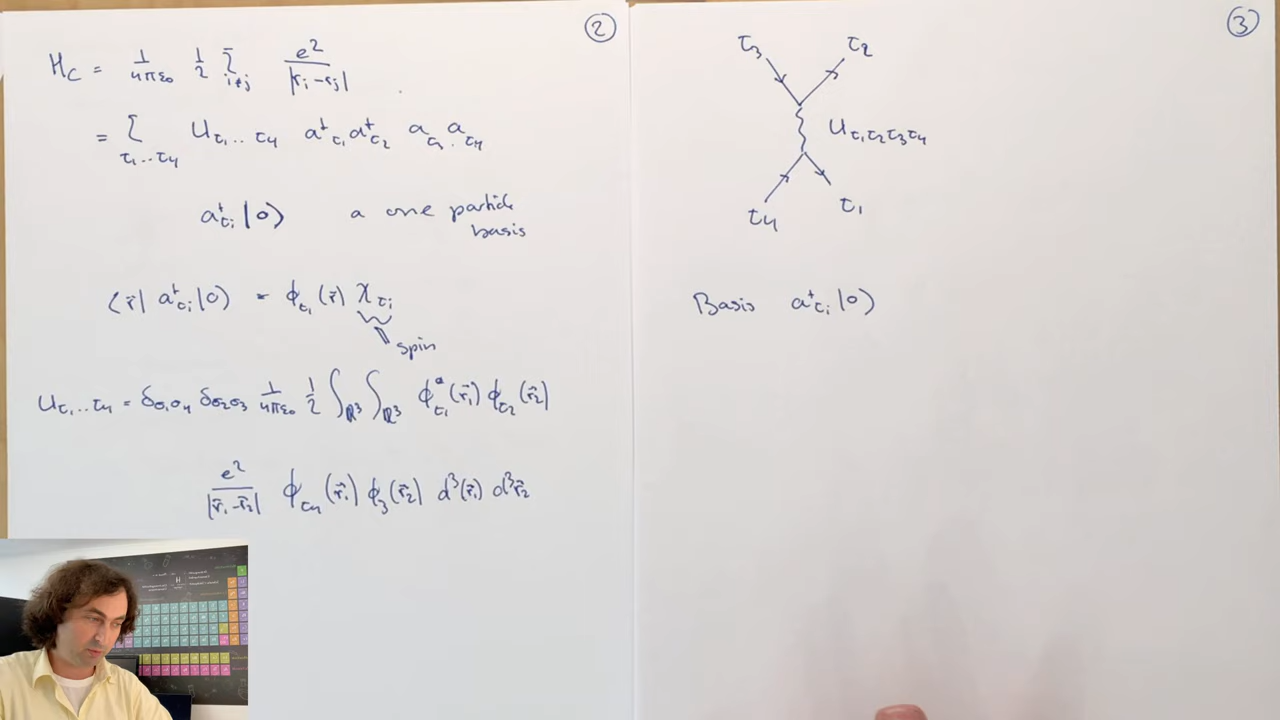 ②
H_C = 1/4πε₀ 1/2 Σ_{i≠j} e²/|r_i-r_j|
= Σ_{τ₁..τ₄} U_{τ₁...τ₄} a†_{τ₁} a†_{τ₂} a_{τ₃} a_{τ₄}
a†_{τi} |0⟩ a one particle
basis
⟨r⃗| a†_{τi} |0⟩ = φ_{τi}(r⃗) χ_{τi}
spin
U_{τ₁...τ₄} = δ_{σ₁σ₄} δ_{σ₂σ₃} 1/4πε₀ 1/2 ∫_{ℝ³} ∫_{ℝ³} φ*_{τ₁}(r⃗₁) φ_{τ₂}(r⃗₂)
e²/|r⃗₁-r⃗₂| φ_{τ₄}(r⃗₁) φ_3(r⃗₂) d³(r⃗₁) d³r⃗₂
③
τ₃ τ₂
U_{τ₁τ₂τ₃τ₄}
τ₄ τ₁
Basis a†_{τi} |0⟩
H